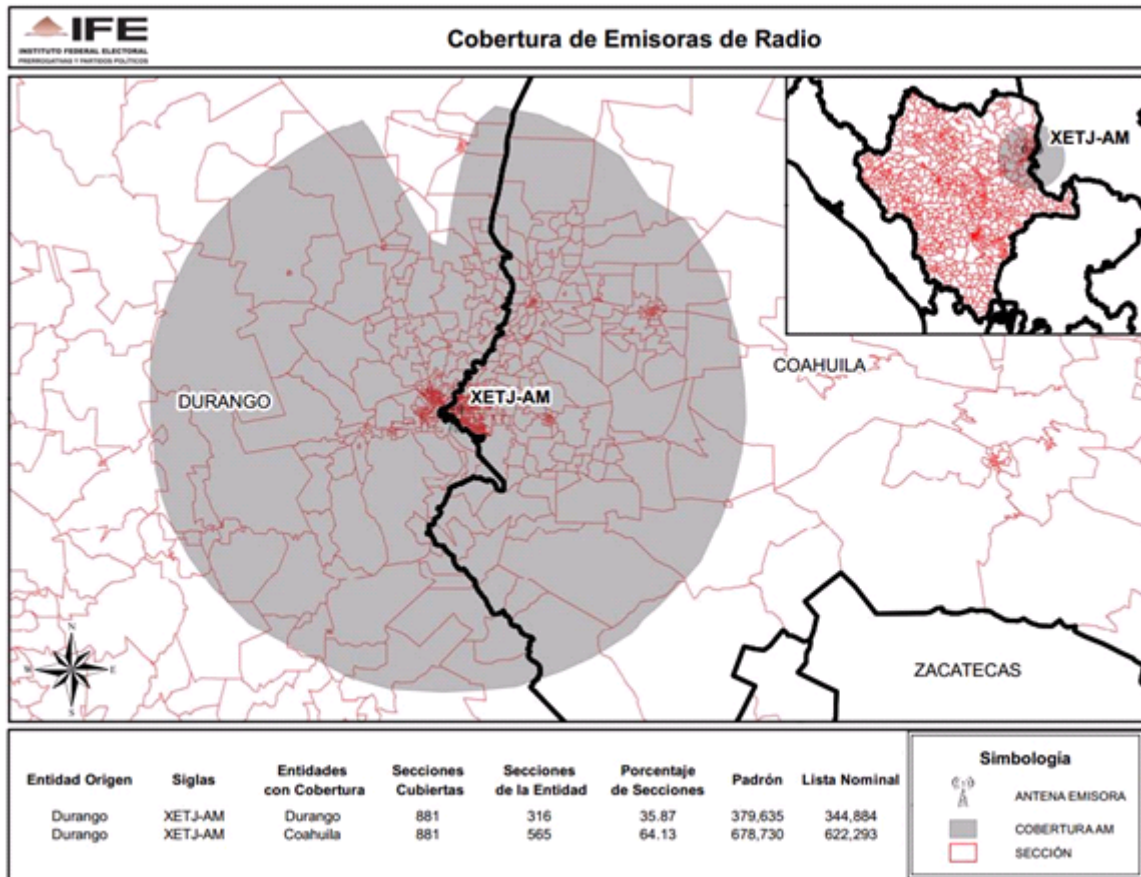 IFE
INSTITUTO FEDERAL ELECTORAL
PRERROGATIVAS Y PARTIDOS POLÍTICOS
Cobertura de Emisoras de Radio
XETJ-AM
COAHUILA
DURANGO
XETJ-AM
ZACATECAS
N
W E
S
Entidad Origen Siglas Entidades con Cobertura Secciones Cubiertas Secciones de la Entidad Porcentaje de Secciones Padrón Lista Nominal
Durango XETJ-AM Durango 881 316 35.87 379,635 344,884
Durango XETJ-AM Coahuila 881 565 64.13 678,730 622,293
Simbología
ANTENA EMISORA
COBERTURA AM
SECCIÓN